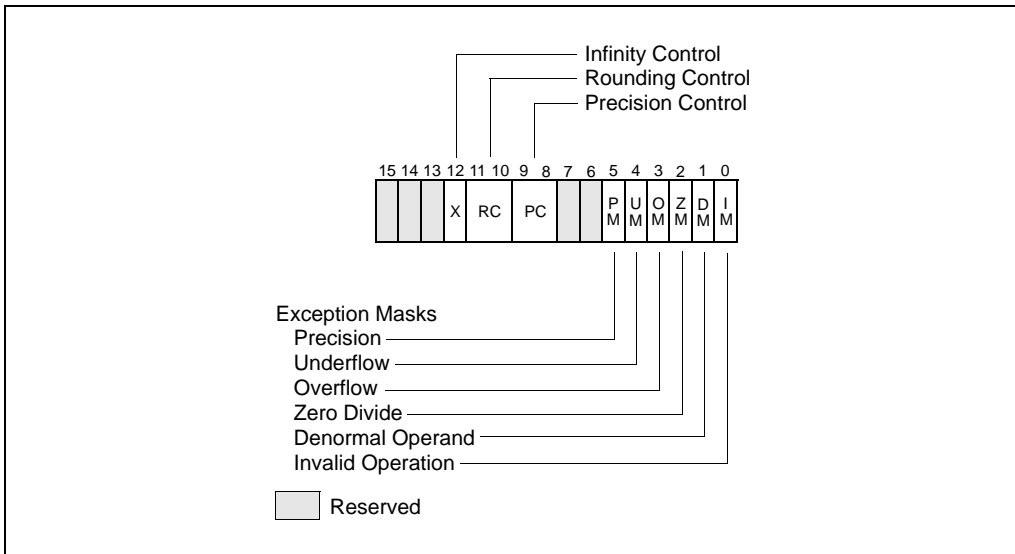 Infinity Control
Rounding Control
Precision Control
15 14 13 12 11 10 9 8 7 6 5 4 3 2 1 0
X RC PC P M U M O M Z M D M I M
Exception Masks
Precision
Underflow
Overflow
Zero Divide
Denormal Operand
Invalid Operation
Reserved